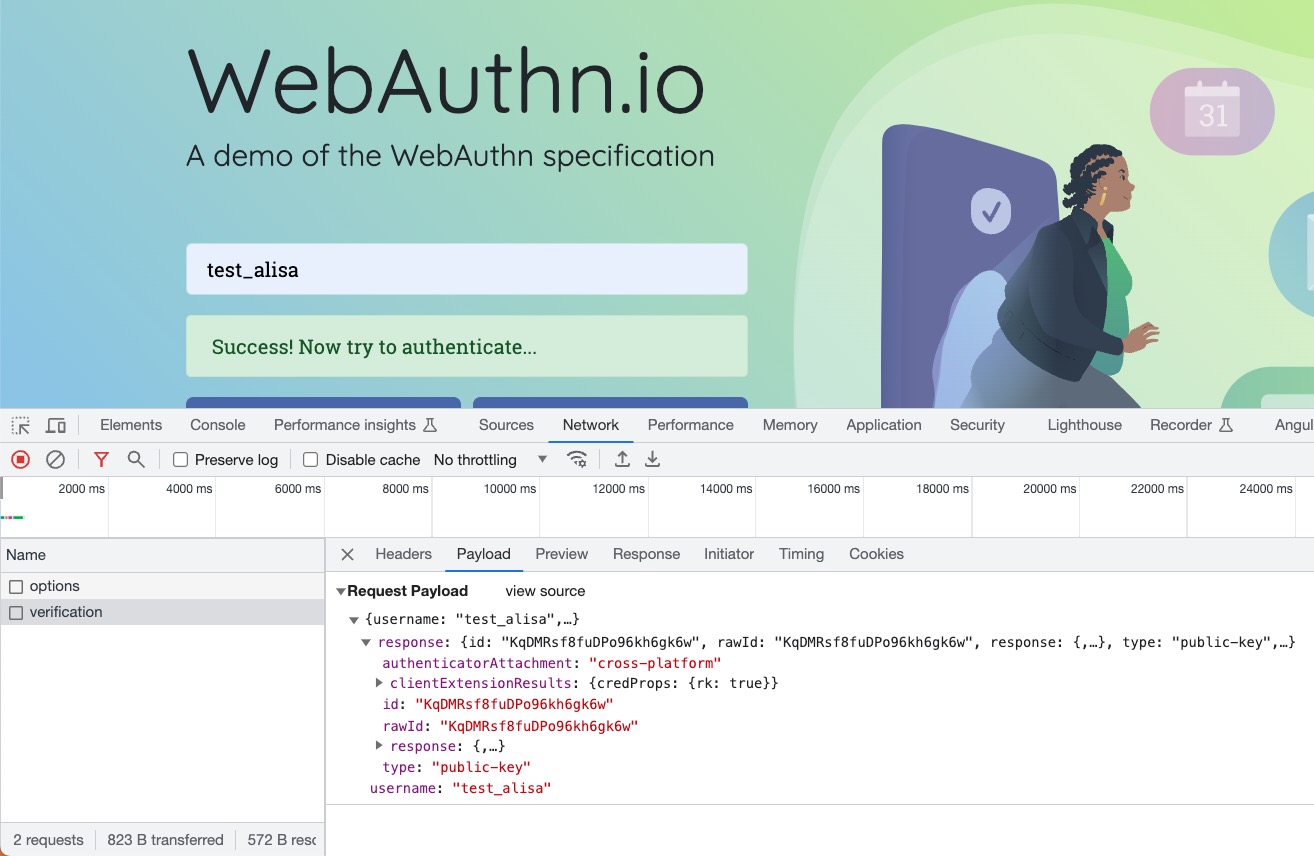 WebAuthn.io
A demo of the WebAuthn specification
31
test_alisa
Success! Now try to authenticate...
Elements Console Performance insights Sources Network Performance Memory Application Security Lighthouse Recorder Angul
Preserve log Disable cache No throttling
2000 ms 4000 ms 6000 ms 8000 ms 10000 ms 12000 ms 14000 ms 16000 ms 18000 ms 20000 ms 22000 ms 24000 ms
Name Headers Payload Preview Response Initiator Timing Cookies
options
verification
Request Payload view source
{username: "test_alisa",…}
response: {id: "KqDMRsf8fuDPo96kh6gk6w", rawId: "KqDMRsf8fuDPo96kh6gk6w", response: {,…}, type: "public-key",…}
authenticatorAttachment: "cross-platform"
clientExtensionResults: {credProps: {rk: true}}
id: "KqDMRsf8fuDPo96kh6gk6w"
rawId: "KqDMRsf8fuDPo96kh6gk6w"
response: {,…}
type: "public-key"
username: "test_alisa"
2 requests 823 B transferred 572 B resc